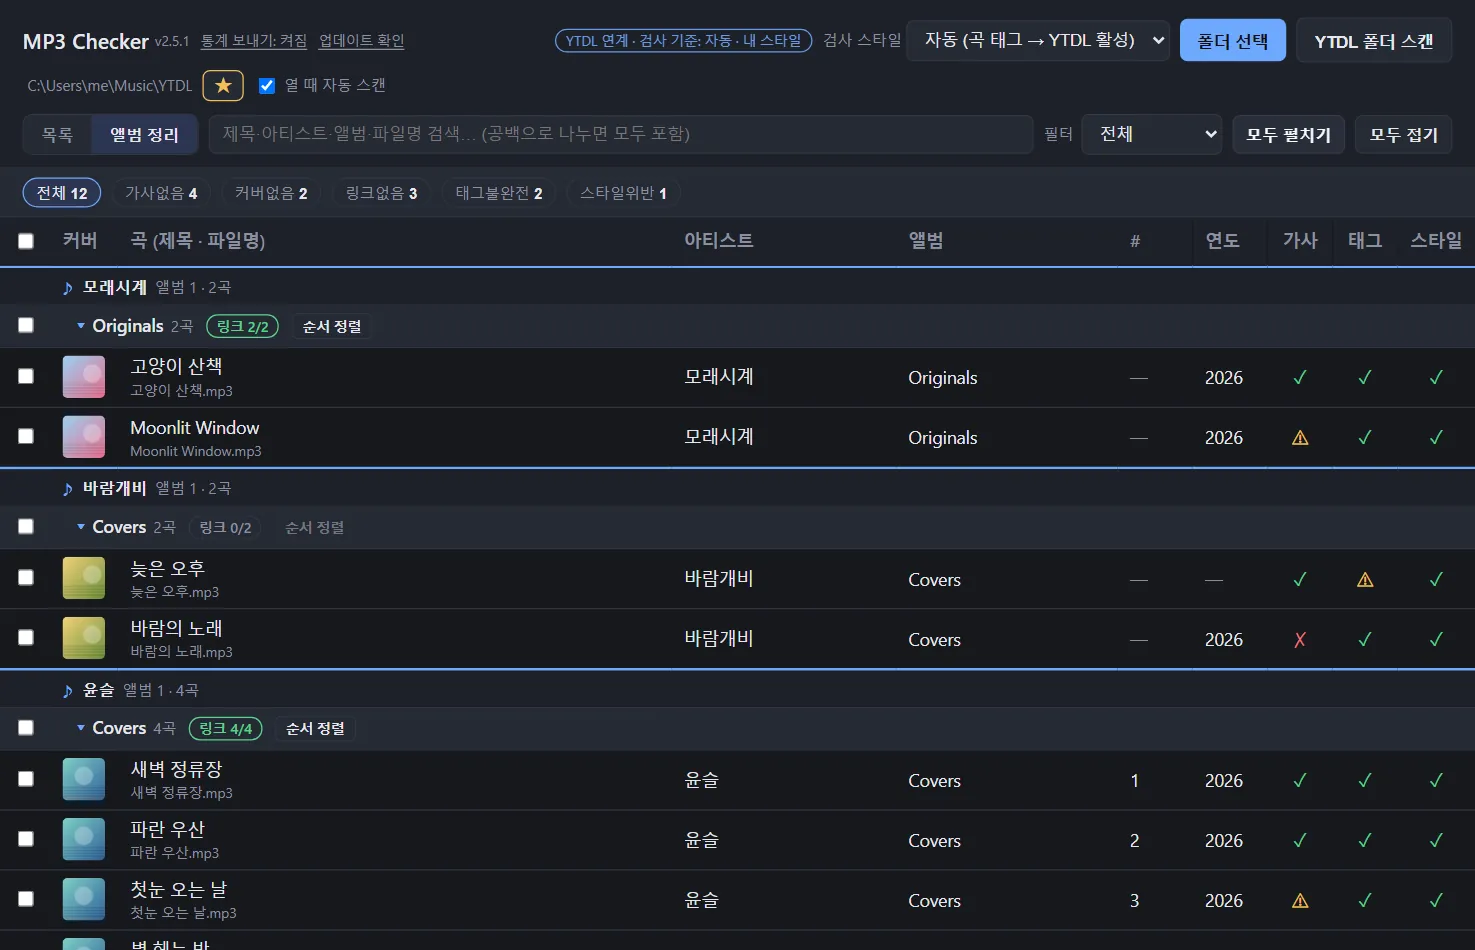 MP3 Checker v2.5.1 통계 보내기: 켜짐 업데이트 확인 YTDL 연계 · 검사 기준: 자동 · 내 스타일 검사 스타일 자동 (곡 태그 → YTDL 활성) 폴더 선택 YTDL 폴더 스캔
C:\Users\me\Music\YTDL ★ 열 때 자동 스캔
목록 앨범 정리 제목·아티스트·앨범·파일명 검색... (공백으로 나누면 모두 포함) 필터 전체 모두 펼치기 모두 접기
전체 12 가사없음 4 커버없음 2 링크없음 3 태그불완전 2 스타일위반 1
커버 곡 (제목 · 파일명) 아티스트 앨범 # 연도 가사 태그 스타일
♪ 모래시계 앨범 1 · 2곡
Originals 2곡 링크 2/2 순서 정렬
고양이 산책 모래시계 Originals — 2026 ✓ ✓ ✓
고양이 산책.mp3
Moonlit Window 모래시계 Originals — 2026 ⚠ ✓ ✓
Moonlit Window.mp3
♪ 바람개비 앨범 1 · 2곡
Covers 2곡 링크 0/2 순서 정렬
늦은 오후 바람개비 Covers — — ✓ ⚠ ✓
늦은 오후.mp3
바람의 노래 바람개비 Covers — 2026 ✗ ✓ ✓
바람의 노래.mp3
♪ 윤슬 앨범 1 · 4곡
Covers 4곡 링크 4/4 순서 정렬
새벽 정류장 윤슬 Covers 1 2026 ✓ ✓ ✓
새벽 정류장.mp3
파란 우산 윤슬 Covers 2 2026 ✓ ✓ ✓
파란 우산.mp3
첫눈 오는 날 윤슬 Covers 3 2026 ⚠ ✓ ✓
첫눈 오는 날.mp3